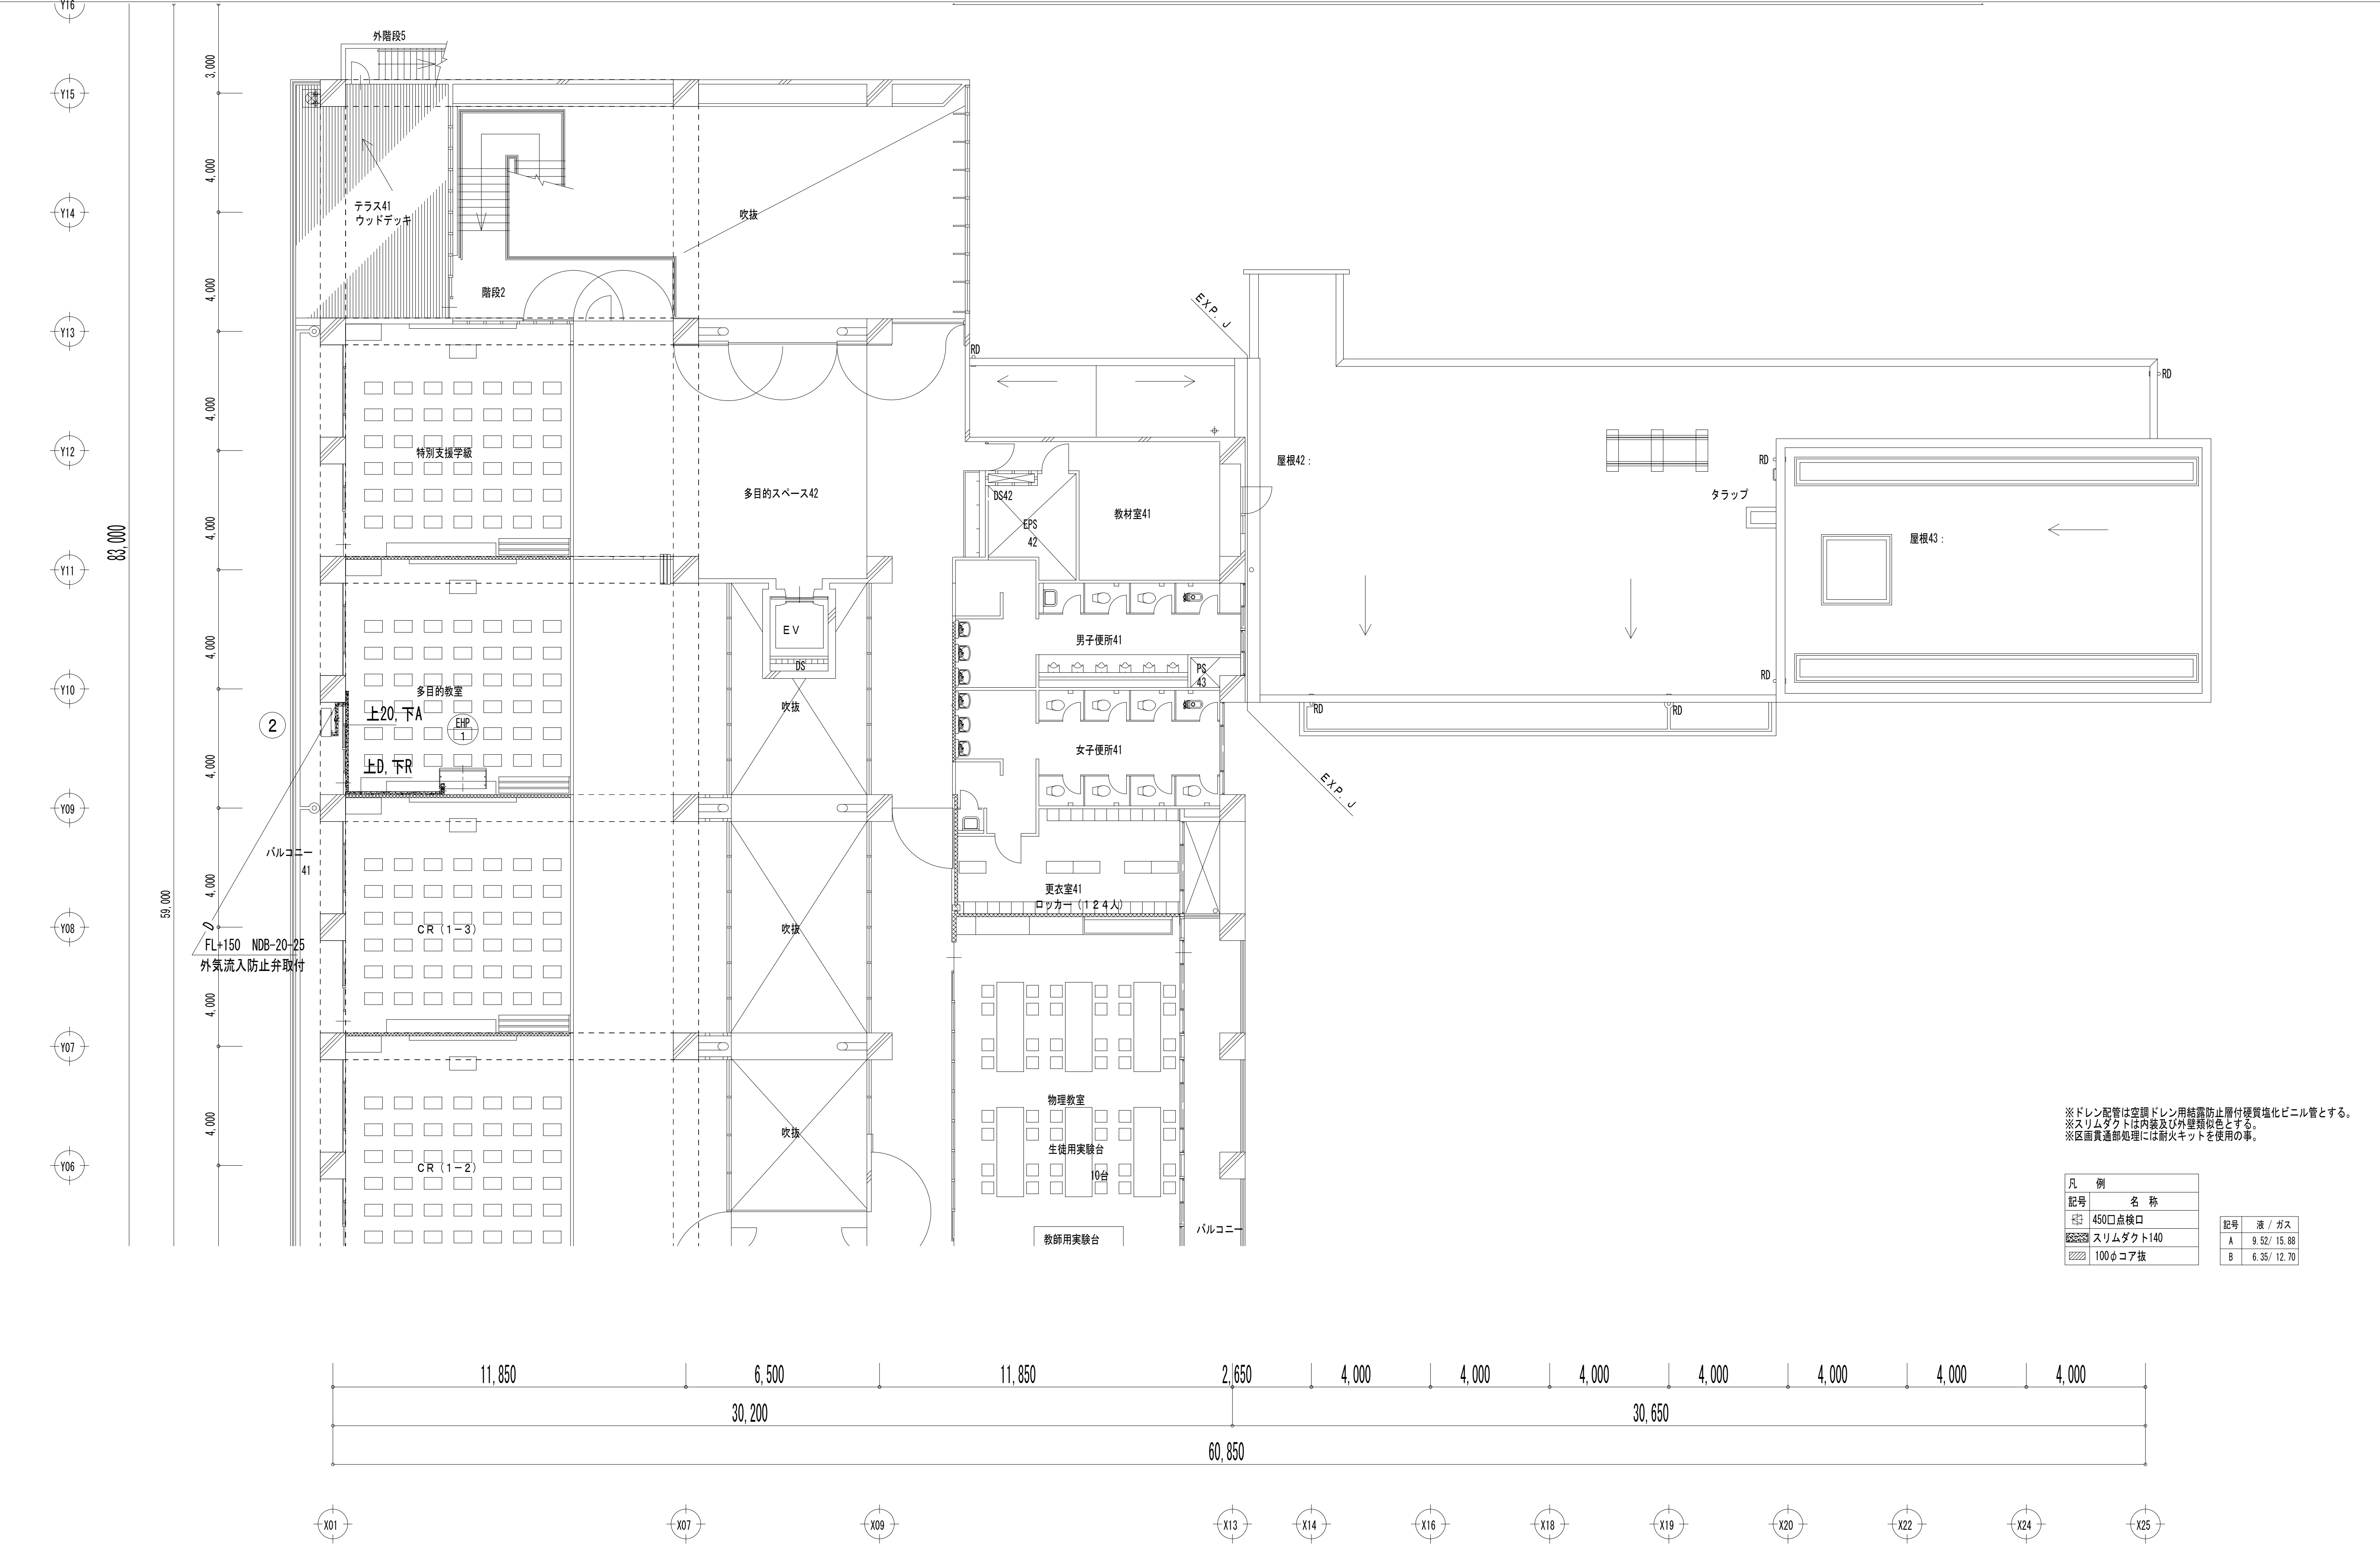 Y16
外階段5
3,000
Y15
4,000
テラス41
ウッドデッキ
Y14
吹抜
4,000
階段2
EXP. J
Y13
RD
RD
4,000
特別支援学級
Y12
屋根42：
RD
多目的スペース42
DS42
タラップ
教材室41
EPS
42
屋根43：
83,000
4,000
Y11
EV
男子便所41
4,000
DS
PS
43
RD
Y10
多目的教室
上20,下A
吹抜
RD
RD
2
EHP
1
女子便所41
上D,下R
4,000
EXP. J
Y09
バルコニー
41
4,000
更衣室41
ロッカー（１２４人）
59,000
Y08
CR（１－３）
吹抜
FL+150 NDB-20-25
外気流入防止弁取付
4,000
Y07
物理教室
※ドレン配管は空調ドレン用結露防止層付硬質塩化ビニル管とする。
※スリムダクトは内装及び外壁類似色とする。
※区画貫通部処理には耐火キットを使用の事。
4,000
吹抜
生徒用実験台
10台
Y06
CR（１－２）
凡 例
記号 名 称
450□点検口
スリムダクト140
100φコア抜
記号 液 / ガス
A 9.52/ 15.88
B 6.35/ 12.70
バルコニー
教師用実験台
11,850 6,500 11,850 2,650 4,000 4,000 4,000 4,000 4,000 4,000 4,000
30,200 30,650
60,850
X01 X07 X09 X13 X14 X16 X18 X19 X20 X22 X24 X25